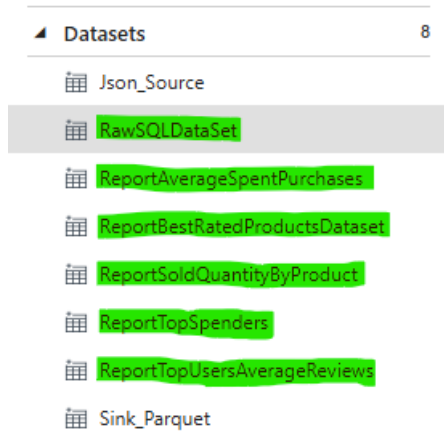 Datasets 8
Json_Source
RawSQLDataSet
ReportAverageSpentPurchases
ReportBestRatedProductsDataset
ReportSoldQuantityByProduct
ReportTopSpenders
ReportTopUsersAverageReviews
Sink_Parquet